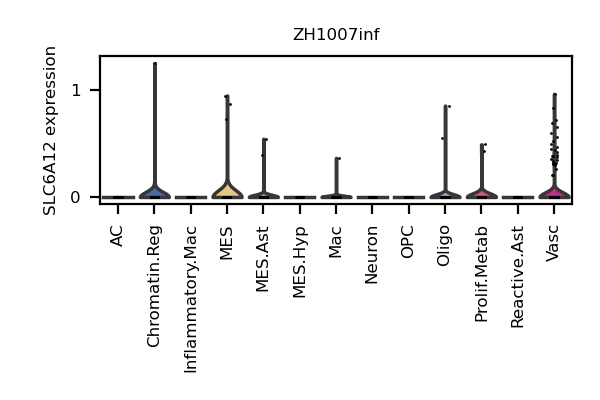 ZH1007inf
SLC6A12 expression
1
0
AC
Chromatin.Reg
Inflammatory.Mac
MES
MES.Ast
MES.Hyp
Mac
Neuron
OPC
Oligo
Prolif.Metab
Reactive.Ast
Vasc